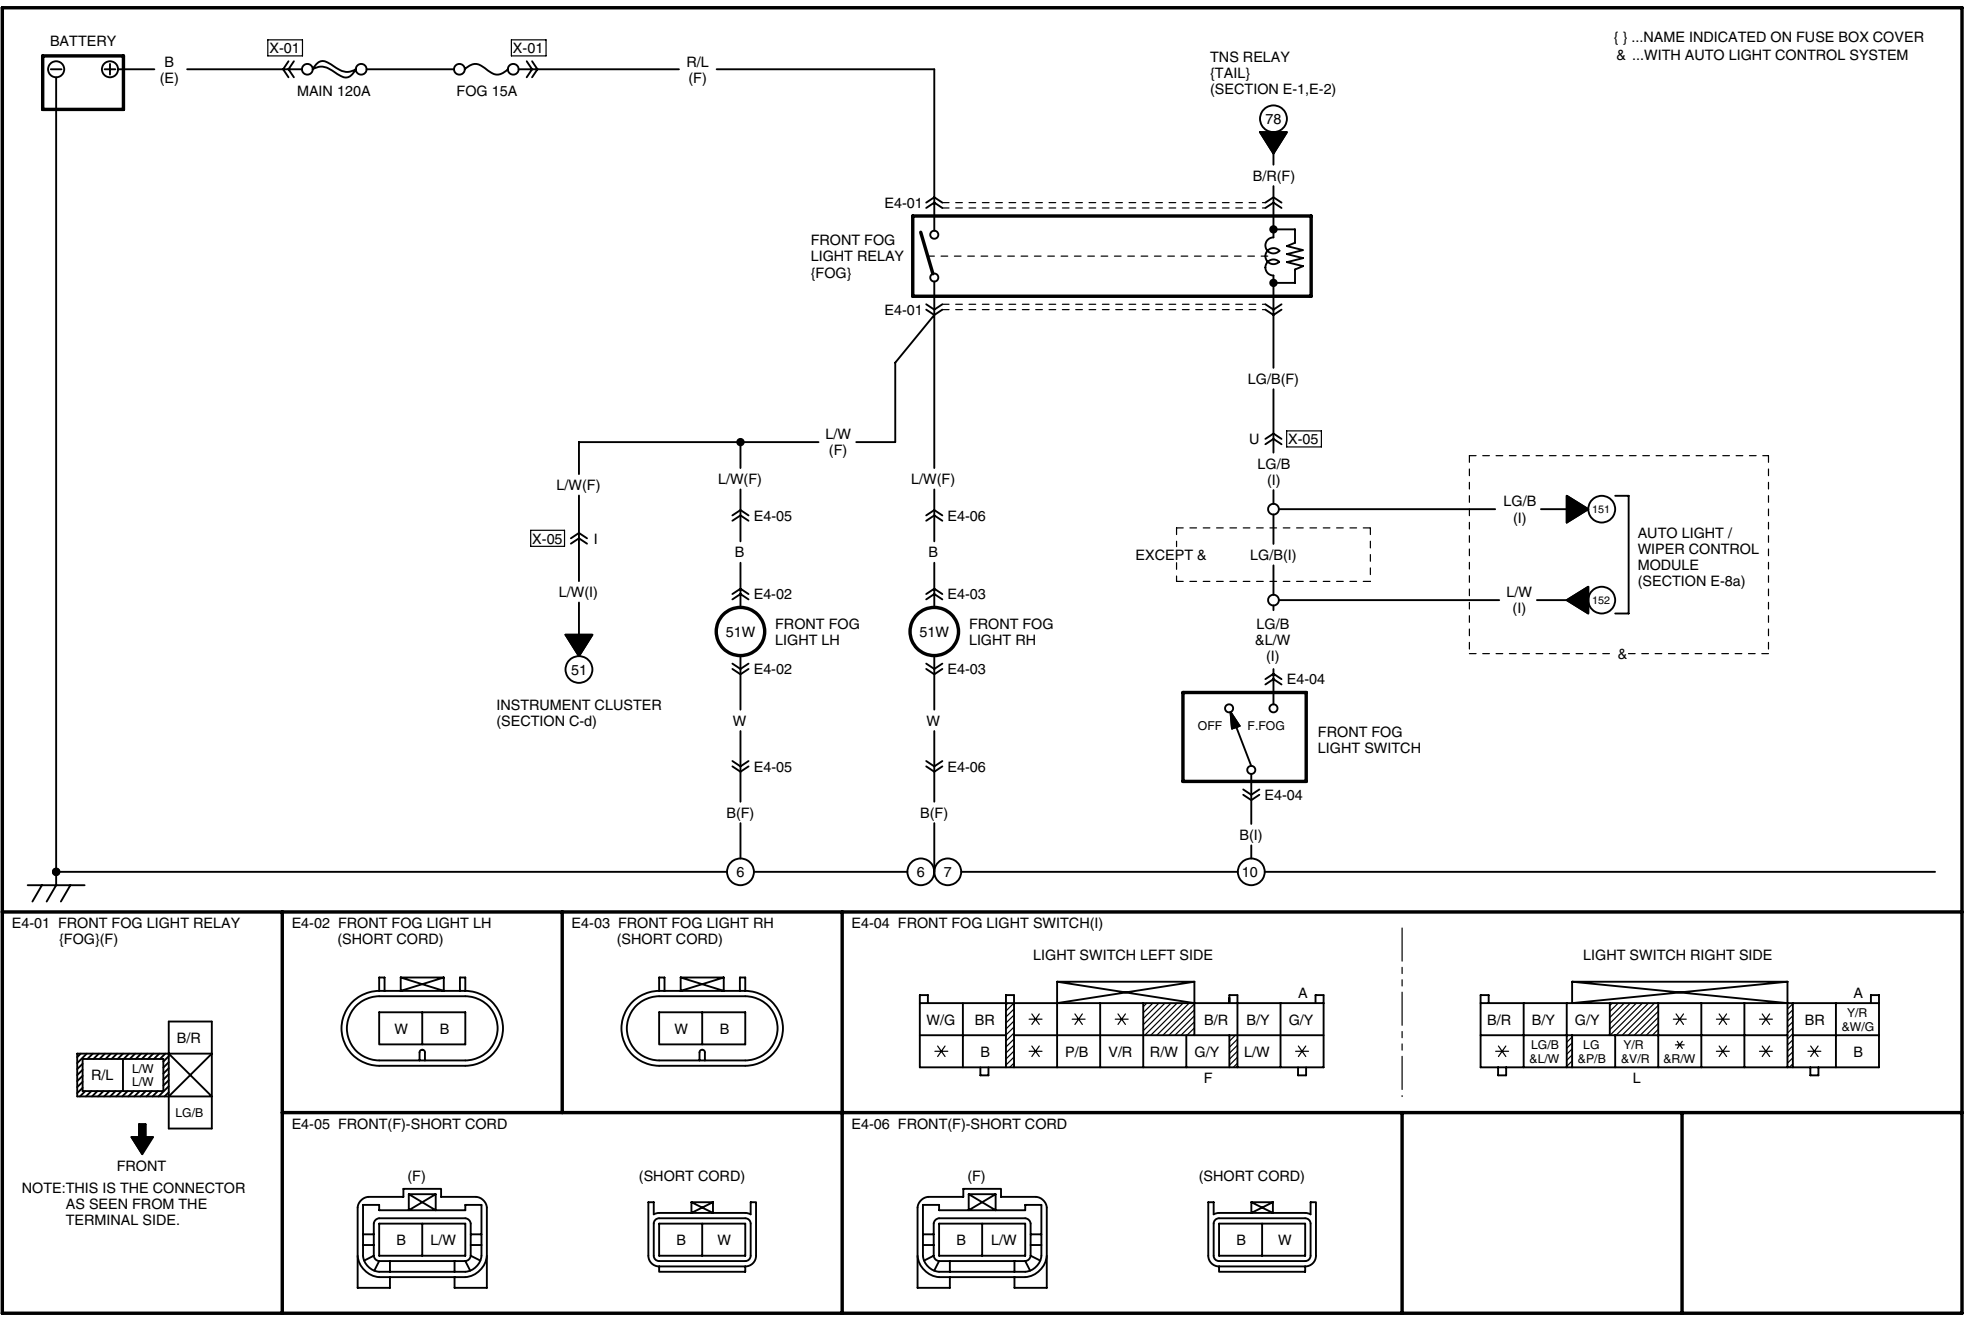 BATTERY
B
(E)
X-01
MAIN 120A
X-01
FOG 15A
R/L
(F)
TNS RELAY
{TAIL}
(SECTION E-1,E-2)
78
B/R(F)
{ } ...NAME INDICATED ON FUSE BOX COVER
& ...WITH AUTO LIGHT CONTROL SYSTEM
E4-01
FRONT FOG
LIGHT RELAY
{FOG}
E4-01
LG/B(F)
L/W
(F)
U X-05
LG/B
(I)
L/W(F)
L/W(F)
L/W(F)
E4-05
E4-06
X-05 I
B
B
L/W(I)
E4-02
E4-03
51W
FRONT FOG
LIGHT LH
51W
FRONT FOG
LIGHT RH
E4-02
E4-03
51
INSTRUMENT CLUSTER
(SECTION C-d)
W
W
E4-05
E4-06
B(F)
B(F)
LG/B
(I)
151
EXCEPT &
LG/B(I)
AUTO LIGHT /
WIPER CONTROL
MODULE
(SECTION E-8a)
L/W
(I)
152
LG/B
&L/W
(I)
&
E4-04
OFF F.FOG
FRONT FOG
LIGHT SWITCH
E4-04
B(I)
6
6 7
10
E4-01 FRONT FOG LIGHT RELAY
{FOG}(F)
B/R
R/L
L/W
L/W
LG/B
FRONT
NOTE:THIS IS THE CONNECTOR
AS SEEN FROM THE
TERMINAL SIDE.
E4-02 FRONT FOG LIGHT LH
(SHORT CORD)
W B
E4-03 FRONT FOG LIGHT RH
(SHORT CORD)
W B
E4-04 FRONT FOG LIGHT SWITCH(I)
LIGHT SWITCH LEFT SIDE
A
W/G BR * * * B/R B/Y G/Y
* B * P/B V/R R/W G/Y L/W *
F
LIGHT SWITCH RIGHT SIDE
A
B/R B/Y G/Y * * * BR Y/R
&W/G
* LG/B LG Y/R * * * * B
&L/W &P/B &V/R &R/W
L
E4-05 FRONT(F)-SHORT CORD
(F)
B L/W
(SHORT CORD)
B W
E4-06 FRONT(F)-SHORT CORD
(F)
B L/W
(SHORT CORD)
B W